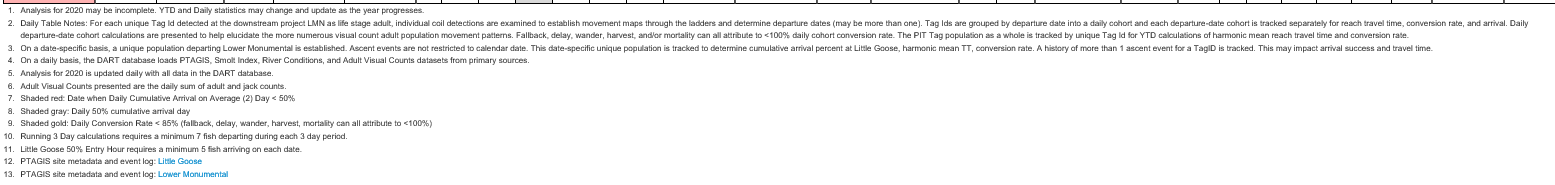 1. Analysis for 2020 may be incomplete. YTD and Daily statistics may change and update as the year progresses.
2. Daily Table Notes: For each unique Tag Id detected at the downstream project LMN as life stage adult, individual coil detections are examined to establish movement maps through the ladders and determine departure dates (may be more than one). Tag Ids are grouped by departure date into a daily cohort and each departure-date cohort is tracked separately for reach travel time, conversion rate, and arrival. Daily
departure-date cohort calculations are presented to help elucidate the more numerous visual count adult population movement patterns. Fallback, delay, wander, harvest, and/or mortality can all attribute to <100% daily cohort conversion rate. The PIT Tag population as a whole is tracked by unique Tag Id for YTD calculations of harmonic mean reach travel time and conversion rate.
3. On a date-specific basis, a unique population departing Lower Monumental is established. Ascent events are not restricted to calendar date. This date-specific unique population is tracked to determine cumulative arrival percent at Little Goose, harmonic mean TT, conversion rate. A history of more than 1 ascent event for a TagID is tracked. This may impact arrival success and travel time.
4. On a daily basis, the DART database loads PTAGIS, Smolt Index, River Conditions, and Adult Visual Counts datasets from primary sources.
5. Analysis for 2020 is updated daily with all data in the DART database.
6. Adult Visual Counts presented are the daily sum of adult and jack counts.
7. Shaded red: Date when Daily Cumulative Arrival on Average (2) Day < 50%
8. Shaded gray: Daily 50% cumulative arrival day
9. Shaded gold: Daily Conversion Rate < 85% (fallback, delay, wander, harvest, mortality can all attribute to <100%)
10. Running 3 Day calculations requires a minimum 7 fish departing during each 3 day period.
11. Little Goose 50% Entry Hour requires a minimum 5 fish arriving on each date.
12. PTAGIS site metadata and event log: Little Goose
13. PTAGIS site metadata and event log: Lower Monumental